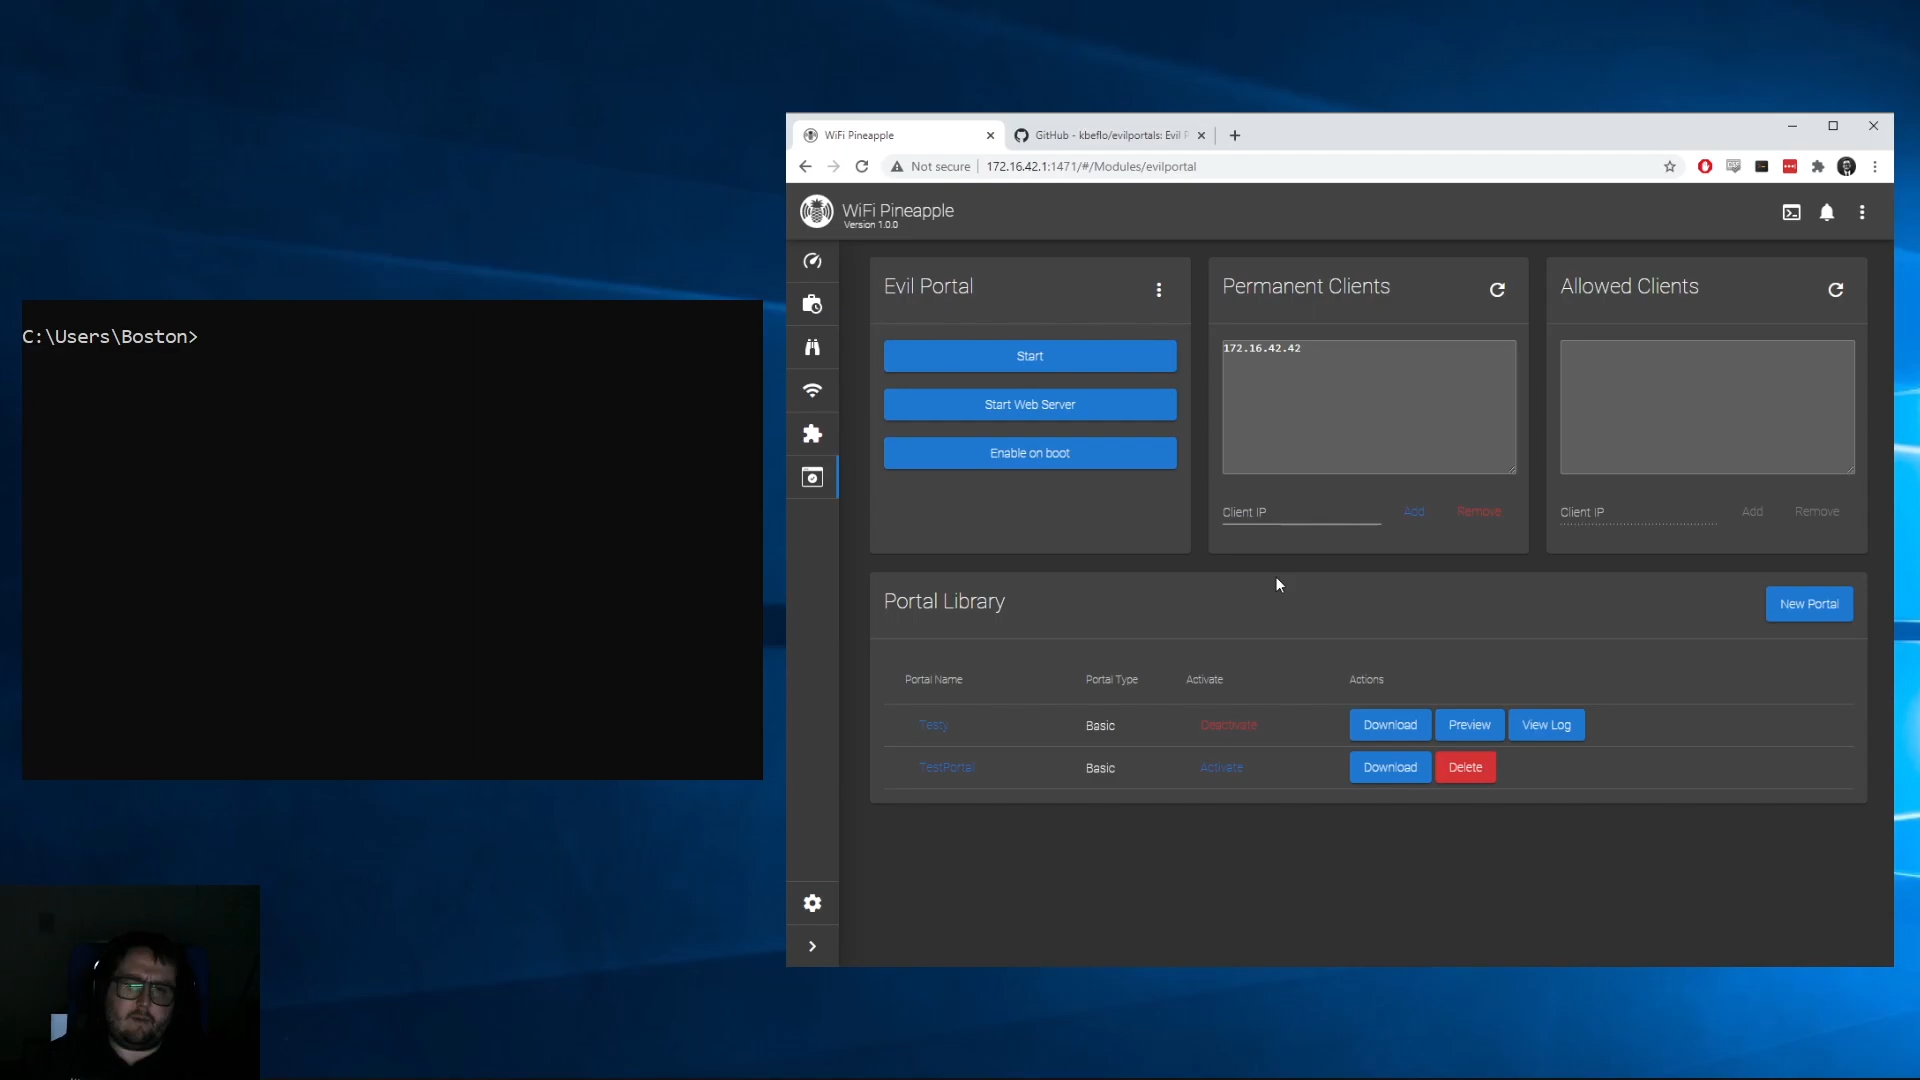 C:\Users\Boston>
WiFi Pineapple
GitHub - kbeflo/evilportals: Evil P
Not secure
172.16.42.1:1471/#/Modules/evilportal
WiFi Pineapple
Version 1.0.0
Evil Portal
Start
Start Web Server
Enable on boot
Permanent Clients
172.16.42.42
Client IP
Add
Remove
Allowed Clients
Client IP
Add
Remove
Portal Library
New Portal
Portal Name
Portal Type
Activate
Actions
Testy
Basic
Deactivate
Download
Preview
View Log
TestPortal
Basic
Activate
Download
Delete